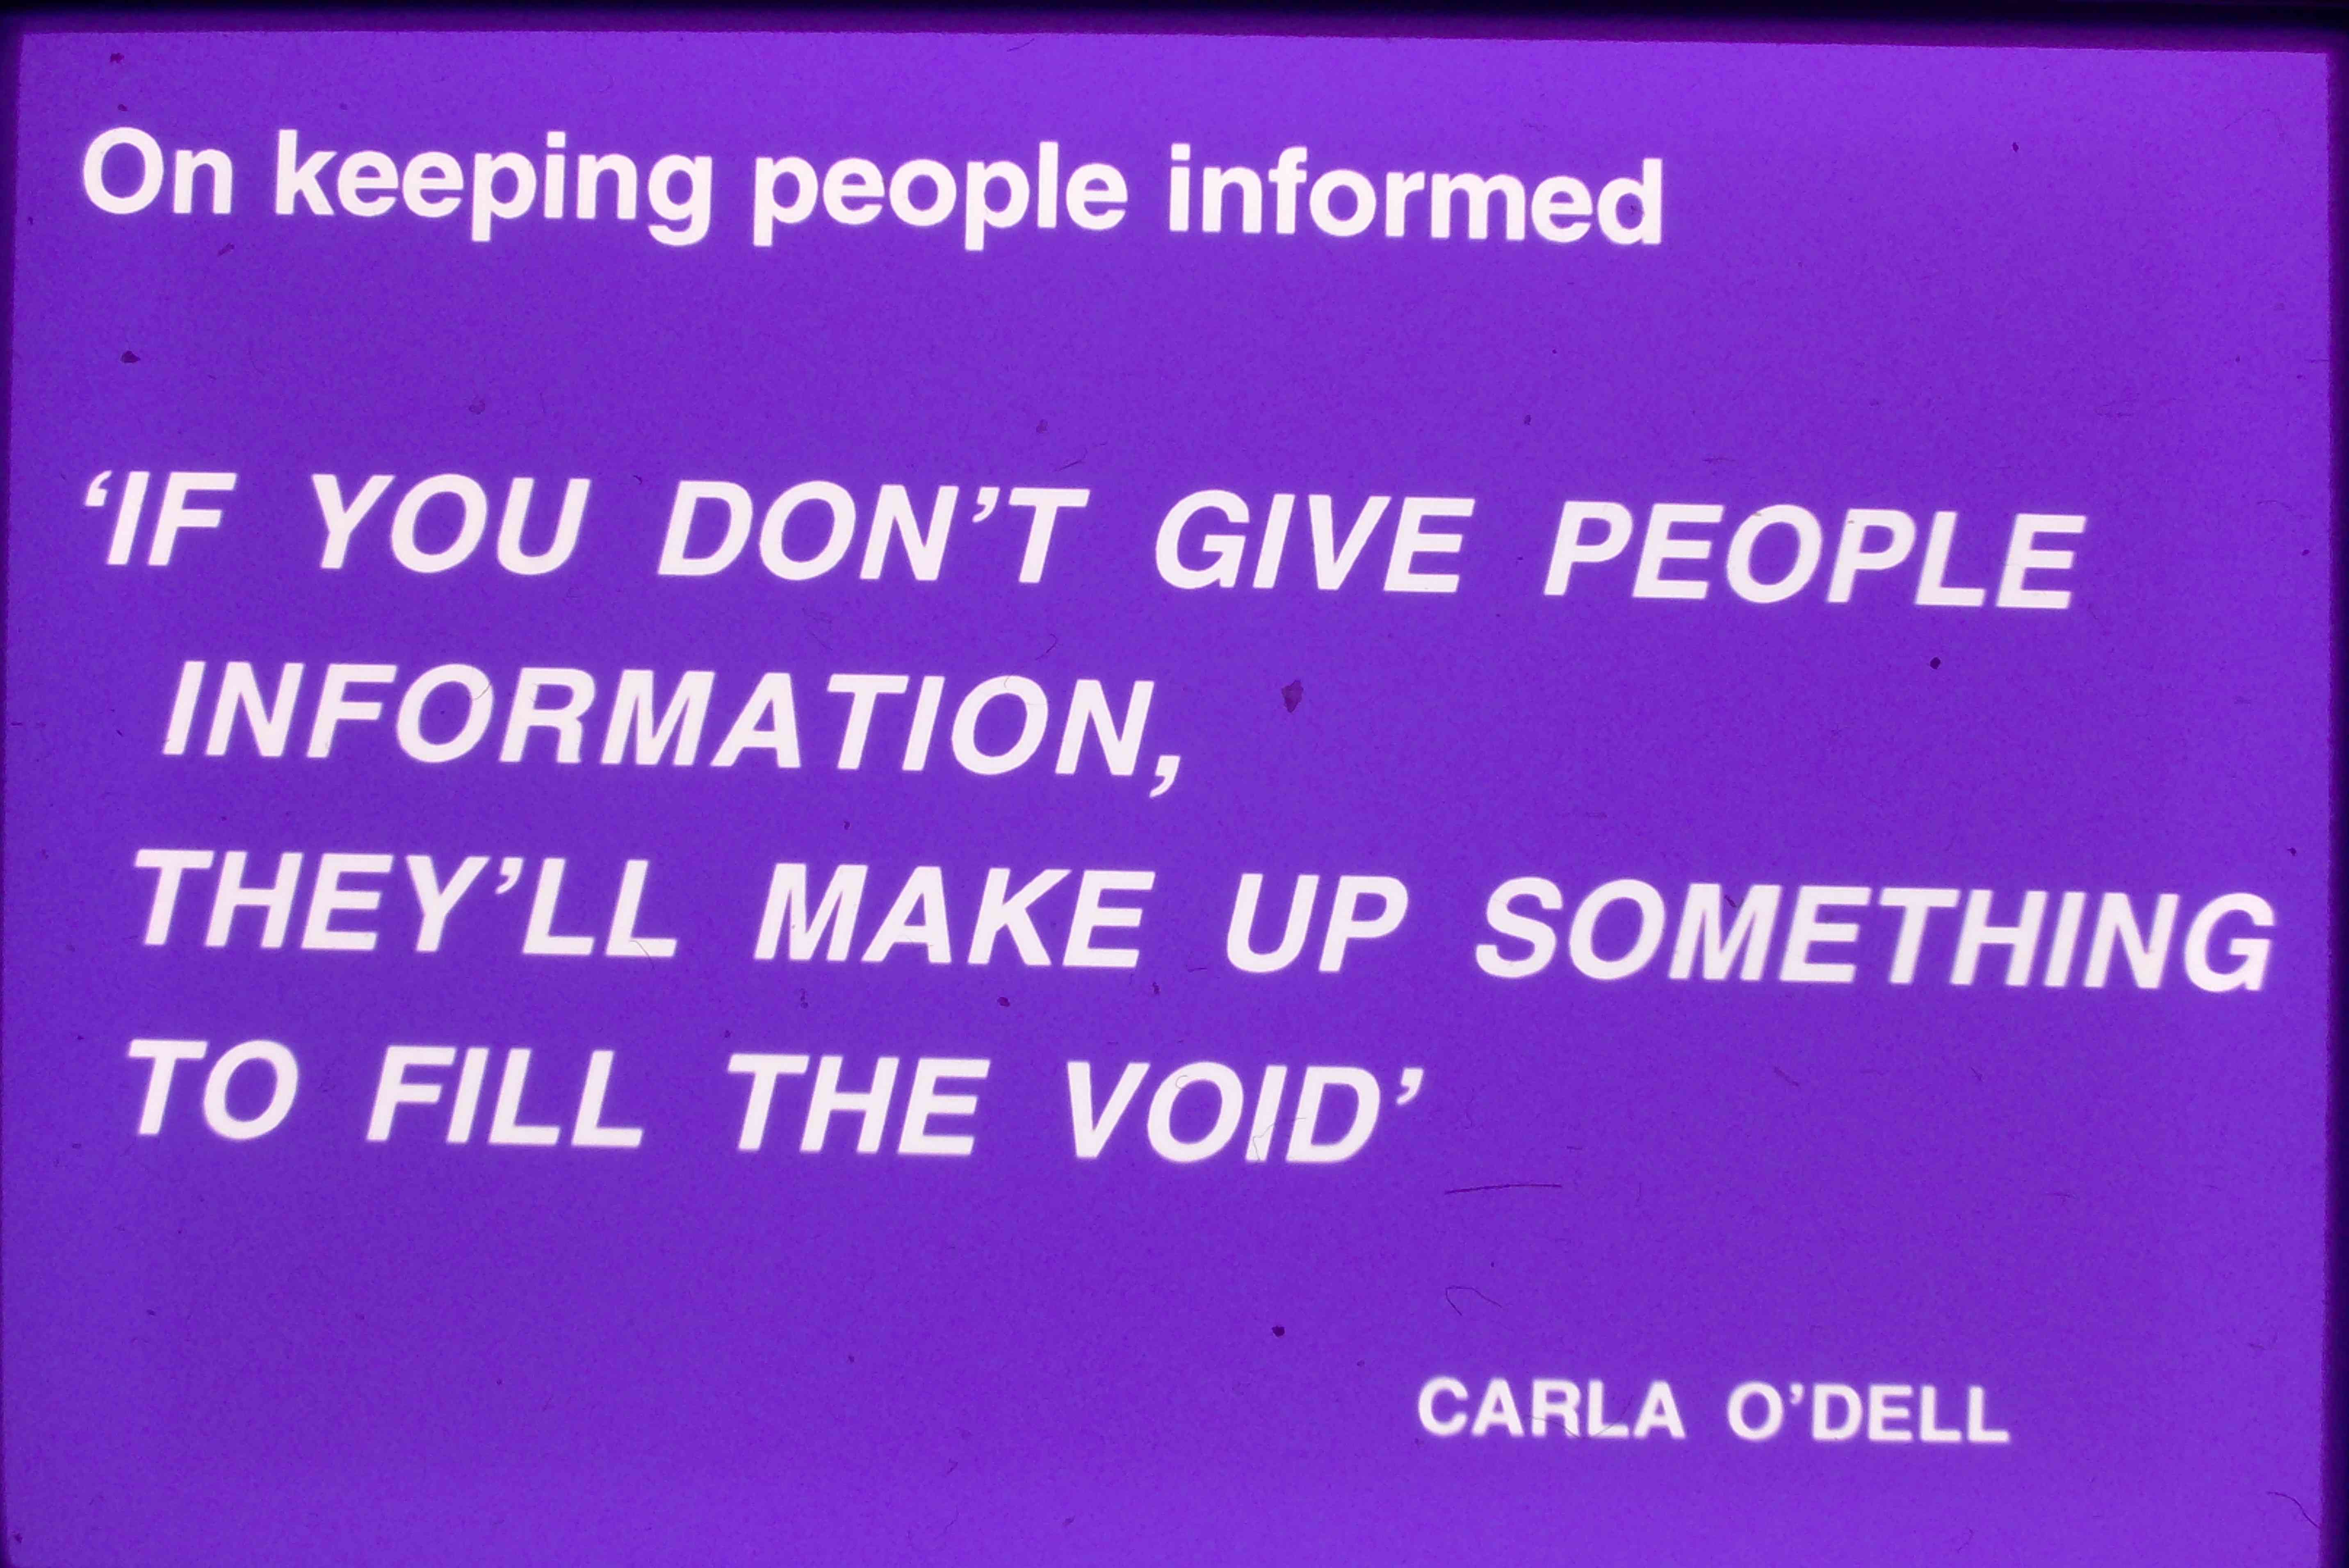 On keeping people informed
‘IF YOU DON’T GIVE PEOPLE
INFORMATION,
THEY’LL MAKE UP SOMETHING
TO FILL THE VOID’
CARLA O’DELL